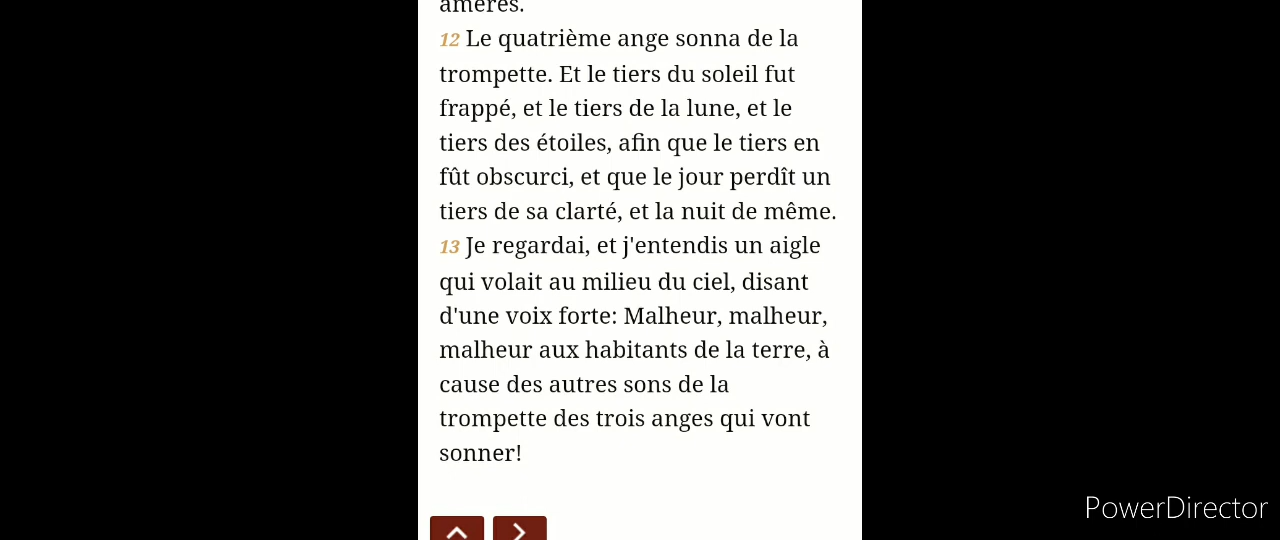 amères.
12 Le quatrième ange sonna de la
trompette. Et le tiers du soleil fut
frappé, et le tiers de la lune, et le
tiers des étoiles, afin que le tiers en
fût obscurci, et que le jour perdît un
tiers de sa clarté, et la nuit de même.
13 Je regardai, et j'entendis un aigle
qui volait au milieu du ciel, disant
d'une voix forte: Malheur, malheur,
malheur aux habitants de la terre, à
cause des autres sons de la
trompette des trois anges qui vont
sonner!
PowerDirector